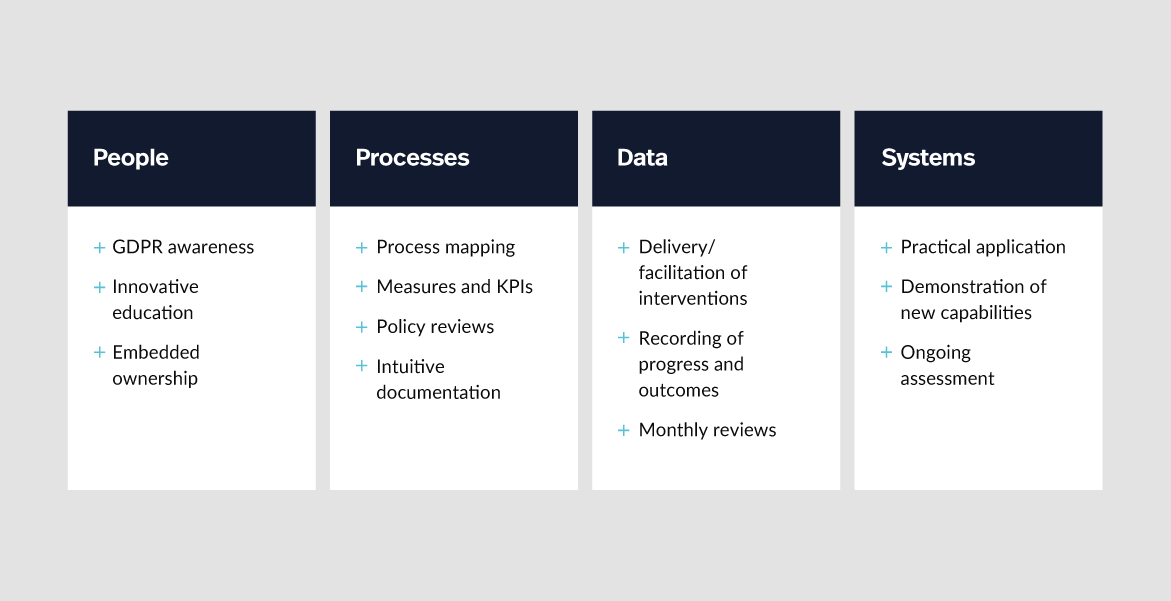 People
+ GDPR awareness
+ Innovative
education
+ Embedded
ownership
Processes
+ Process mapping
+ Measures and KPIs
+ Policy reviews
+ Intuitive
documentation
Data
+ Delivery/
facilitation of
interventions
+ Recording of
progress and
outcomes
+ Monthly reviews
Systems
+ Practical application
+ Demonstration of
new capabilities
+ Ongoing
assessment